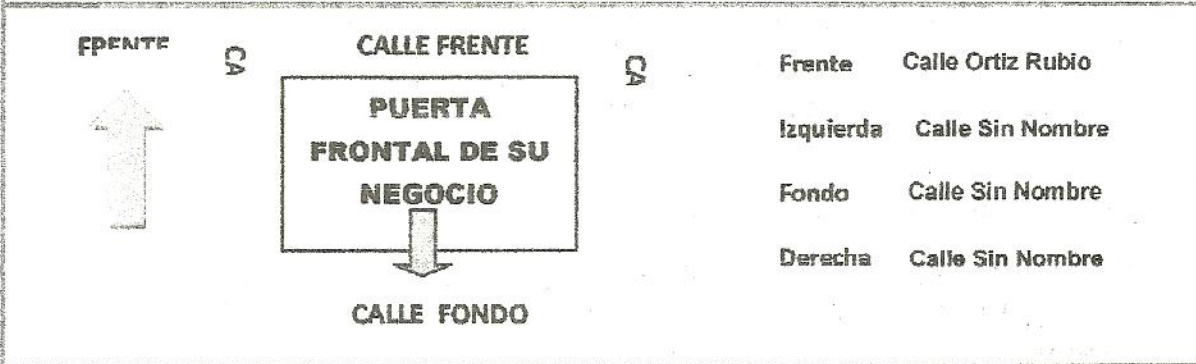 FRENTE
CA
CALLE FRENTE
CA
PUERTA
FRONTAL DE SU
NEGOCIO
CALLE FONDO
Frente Calle Ortiz Rubio
Izquierda Calle Sin Nombre
Fondo Calle Sin Nombre
Derecha Calle Sin Nombre